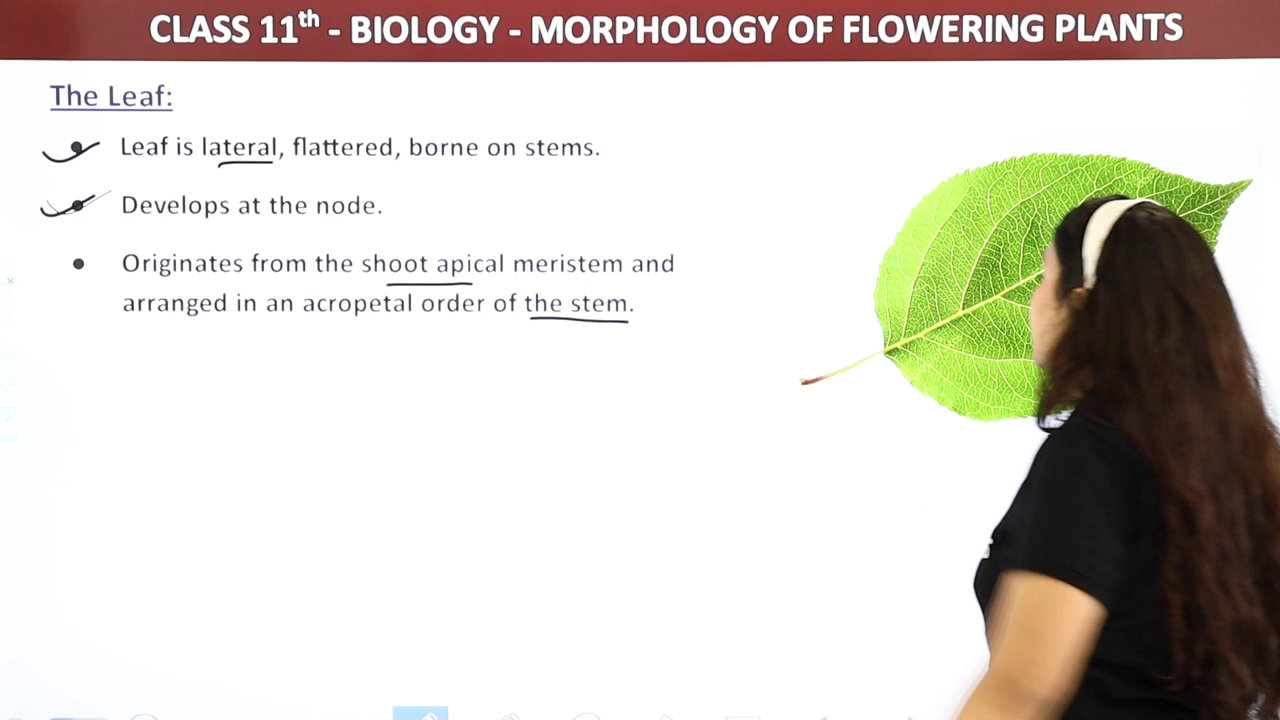 CLASS 11th - BIOLOGY - MORPHOLOGY OF FLOWERING PLANTS
The Leaf:
Leaf is lateral, flattered, borne on stems.
Develops at the node.
Originates from the shoot apical meristem and
arranged in an acropetal order of the stem.